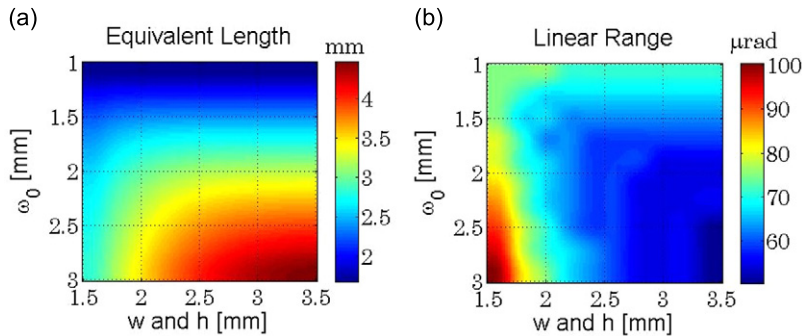 (a)
Equivalent Length
mm
1
1.5
2
2.5
3
ω₀ [mm]
1.5 2 2.5 3 3.5
w and h [mm]
4
3.5
3
2.5
2
(b)
Linear Range
μrad
1
1.5
2
2.5
3
ω₀ [mm]
1.5 2 2.5 3 3.5
w and h [mm]
100
90
80
70
60